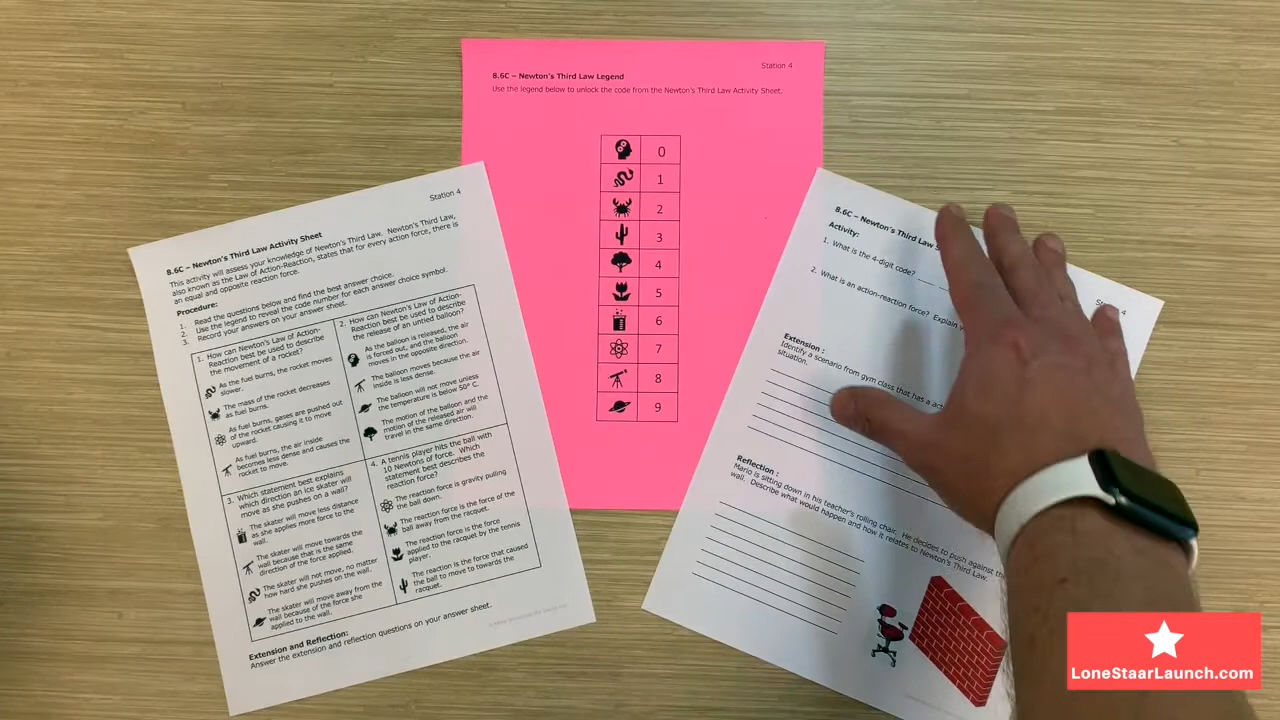 Station 4
8.6C – Newton's Third Law Legend
Use the legend below to unlock the code from the Newton's Third Law Activity Sheet.
0
1
2
3
4
5
6
7
8
9
Station 4
8.6C – Newton's Third Law Activity Sheet
This activity will assess your knowledge of Newton's Third Law. Newton's Third Law,
also known as the Law of Action-Reaction, states that for every action force, there is
an equal and opposite reaction force.
Procedure:
1. Read the questions below and find the best answer choice.
2. Use the legend to reveal the code number for each answer choice symbol.
3. Record your answers on your answer sheet.
1. How can Newton's Law of Action-
Reaction best be used to describe
the movement of a rocket?
As the fuel burns, the rocket moves
slower.
The mass of the rocket decreases
as fuel burns.
As fuel burns, gases are pushed out
of the rocket causing it to move
upward.
As fuel burns, the air inside
becomes less dense and causes the
rocket to move.
2. How can Newton's Law of Action-
Reaction best be used to describe
the release of an untied balloon?
As the balloon is released, the air
is forced out, and the balloon
moves in the opposite direction.
The balloon moves because the air
inside is less dense.
The balloon will not move unless
the temperature is below 50° C.
The motion of the balloon and the
motion of the released air will
travel in the same direction.
3. Which statement best explains
which direction an ice skater will
move as she pushes on a wall?
The skater will move less distance
as she applies more force to the
wall.
The skater will move towards the
wall because that is the same
direction of the force applied.
The skater will not move, no matter
how hard she pushes on the wall.
The skater will move away from the
wall because of the force she
applied to the wall.
4. A tennis player hits the ball with
10 Newtons of force. Which
statement best describes the
reaction force?
The reaction force is gravity pulling
the ball down.
The reaction force is the force of the
ball away from the racquet.
The reaction force is the force
applied to the racquet by the tennis
player.
The reaction is the force that caused
the ball to move to towards the
racquet.
Extension and Reflection:
Answer the extension and reflection questions on your answer sheet.
4
8.6C – Newton's Third Law
Activity:
1. What is the 4-digit code?
2. What is an action-reaction force? Explain
Extension :
Identify a scenario from gym class that has a
situation.
Reflection :
Mario is sitting down in his teacher's rolling chair. He decides to push against the
wall. Describe what would happen and how it relates to Newton's Third Law.
LoneStaarLaunch.com